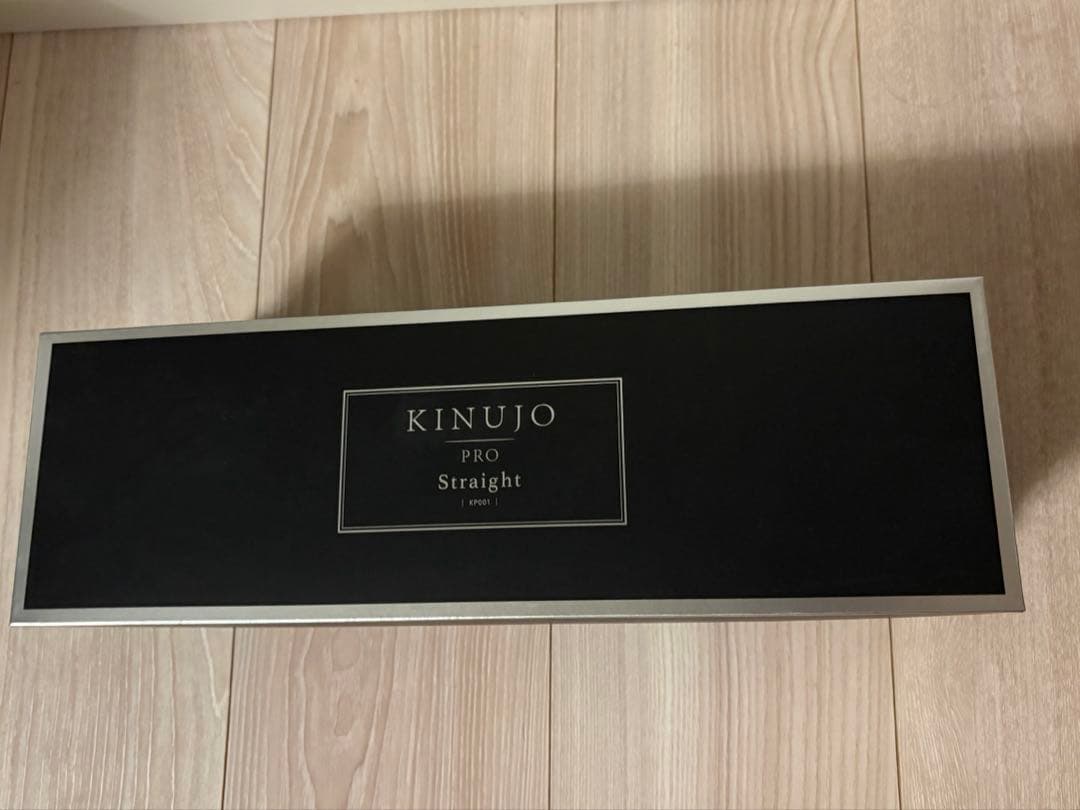 KINUJO
PRO
Straight
| KP001 |